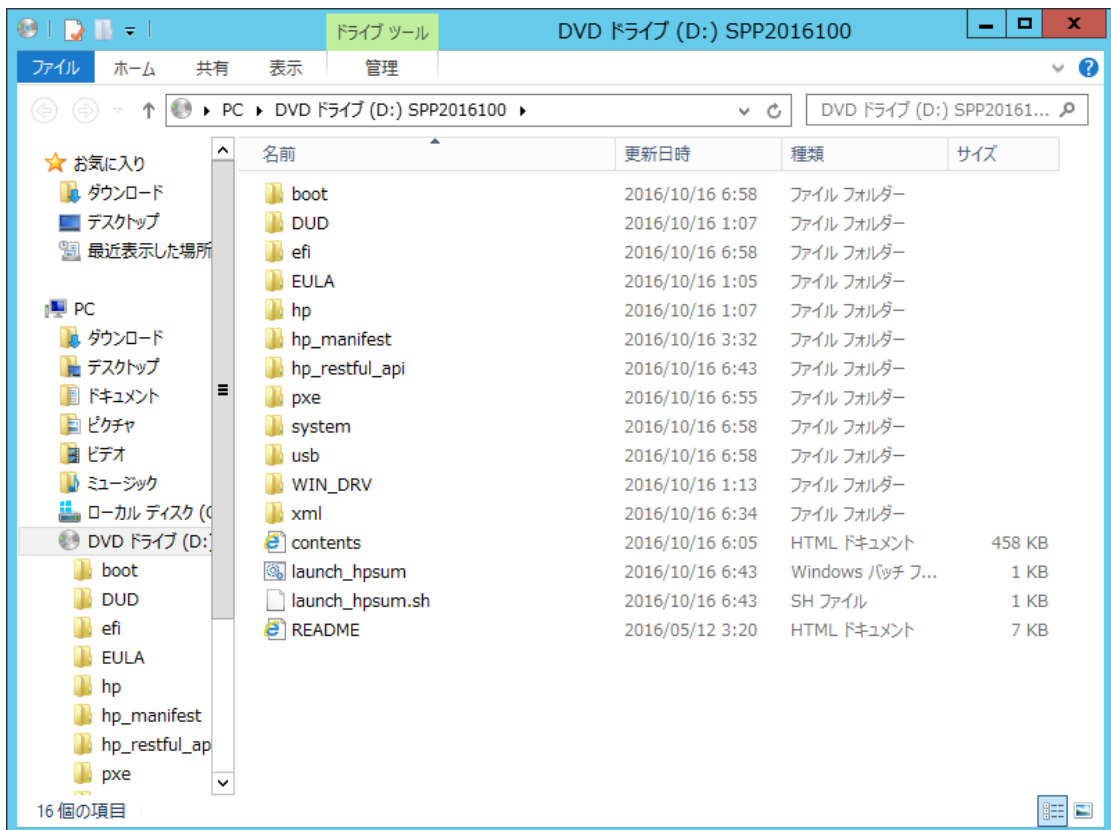 ドライブ ツール
DVD ドライブ (D:) SPP2016100
ファイル ホーム 共有 表示 管理
PC DVD ドライブ (D:) SPP2016100
DVD ドライブ (D:) SPP20161...
お気に入り
ダウンロード
デスクトップ
最近表示した場所
PC
ダウンロード
デスクトップ
ドキュメント
ピクチャ
ビデオ
ミュージック
ローカル ディスク (C
DVD ドライブ (D:)
boot
DUD
efi
EULA
hp
hp_manifest
hp_restful_ap
pxe
名前 更新日時 種類 サイズ
boot 2016/10/16 6:58 ファイル フォルダー
DUD 2016/10/16 1:07 ファイル フォルダー
efi 2016/10/16 6:58 ファイル フォルダー
EULA 2016/10/16 1:05 ファイル フォルダー
hp 2016/10/16 1:07 ファイル フォルダー
hp_manifest 2016/10/16 3:32 ファイル フォルダー
hp_restful_api 2016/10/16 6:43 ファイル フォルダー
pxe 2016/10/16 6:55 ファイル フォルダー
system 2016/10/16 6:58 ファイル フォルダー
usb 2016/10/16 6:58 ファイル フォルダー
WIN_DRV 2016/10/16 1:13 ファイル フォルダー
xml 2016/10/16 6:34 ファイル フォルダー
contents 2016/10/16 6:05 HTML ドキュメント 458 KB
launch_hpsum 2016/10/16 6:43 Windows バッチ フ... 1 KB
launch_hpsum.sh 2016/10/16 6:43 SH ファイル 1 KB
README 2016/05/12 3:20 HTML ドキュメント 7 KB
16 個の項目